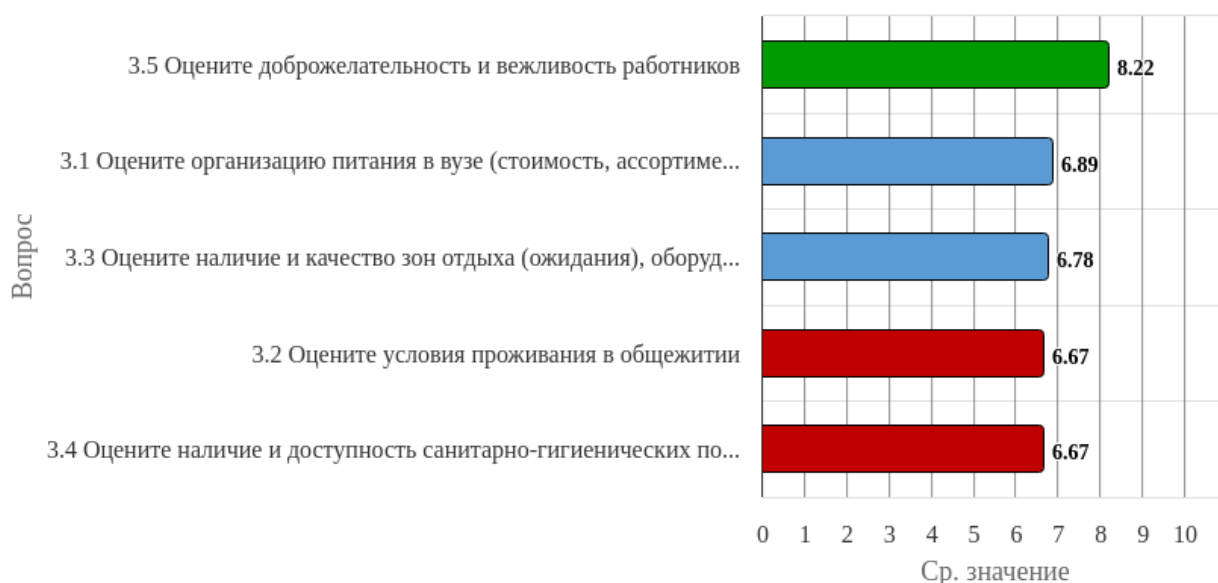 3.5 Оцените доброжелательность и вежливость работников
8.22
3.1 Оцените организацию питания в вузе (стоимость, ассортиме...
6.89
Вопрос
3.3 Оцените наличие и качество зон отдыха (ожидания), оборуд...
6.78
3.2 Оцените условия проживания в общежитии
6.67
3.4 Оцените наличие и доступность санитарно-гигиенических по...
6.67
0 1 2 3 4 5 6 7 8 9 10
Ср. значение